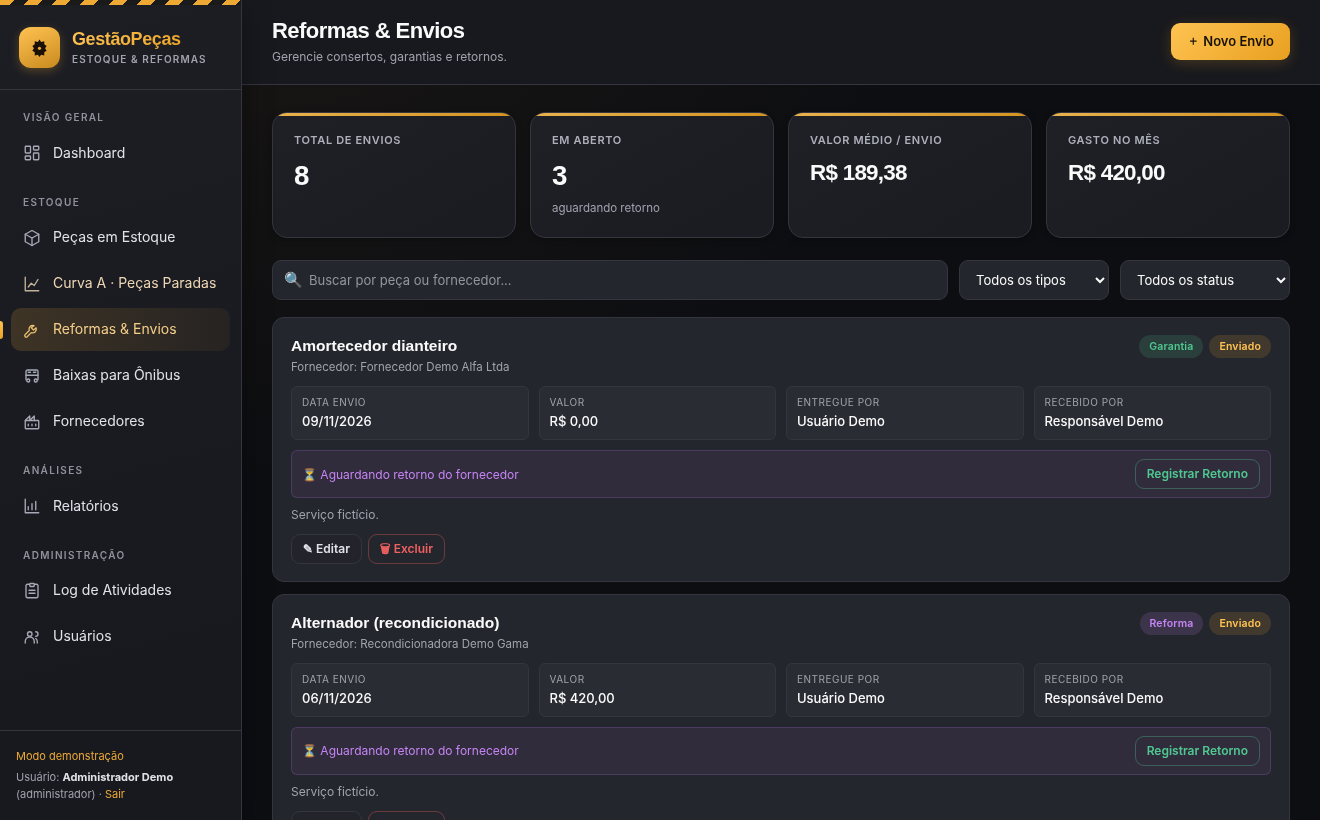 GestãoPeças
ESTOQUE & REFORMAS
VISÃO GERAL
Dashboard
ESTOQUE
Peças em Estoque
Curva A · Peças Paradas
Reformas & Envios
Baixas para Ônibus
Fornecedores
ANÁLISES
Relatórios
ADMINISTRAÇÃO
Log de Atividades
Usuários
Modo demonstração
Usuário: Administrador Demo
(administrador) · Sair
Reformas & Envios
Gerencie consertos, garantias e retornos.
+ Novo Envio
TOTAL DE ENVIOS
8
EM ABERTO
3
aguardando retorno
VALOR MÉDIO / ENVIO
R$ 189,38
GASTO NO MÊS
R$ 420,00
🔍 Buscar por peça ou fornecedor...
Todos os tipos
Todos os status
Amortecedor dianteiro
Garantia
Enviado
Fornecedor: Fornecedor Demo Alfa Ltda
DATA ENVIO
09/11/2026
VALOR
R$ 0,00
ENTREGUE POR
Usuário Demo
RECEBIDO POR
Responsável Demo
⏳ Aguardando retorno do fornecedor
Registrar Retorno
Serviço fictício.
✎ Editar
🗑 Excluir
Alternador (recondicionado)
Reforma
Enviado
Fornecedor: Recondicionadora Demo Gama
DATA ENVIO
06/11/2026
VALOR
R$ 420,00
ENTREGUE POR
Usuário Demo
RECEBIDO POR
Responsável Demo
⏳ Aguardando retorno do fornecedor
Registrar Retorno
Serviço fictício.